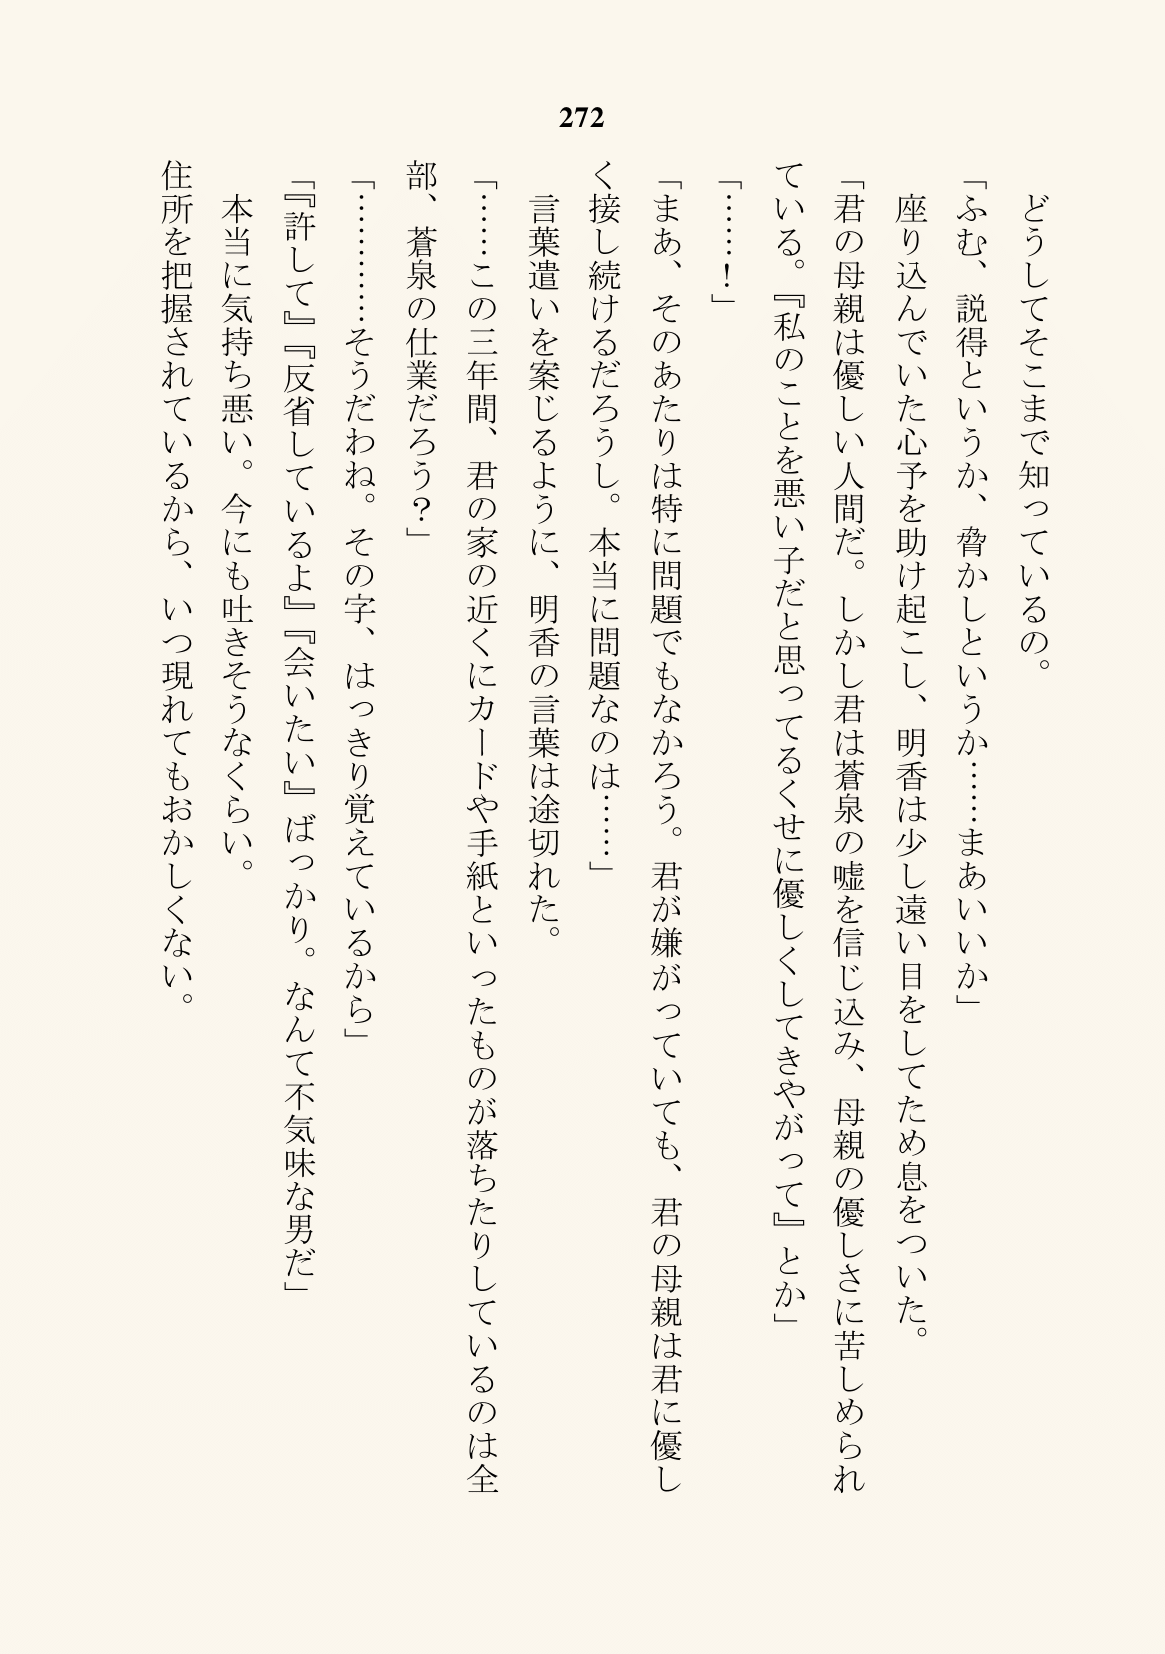 272
どうしてそこまで知っているの。
「ふむ、説得というか、脅かしというか……まあいいか」
座り込んでいた心予を助け起こし、明香は少し遠い目をしてため息をついた。
「君の母親は優しい人間だ。しかし君は蒼泉の嘘を信じ込み、母親の優しさに苦しめられ
ている。『私のことを悪い子だと思ってるくせに優しくしてきやがって』とか」
「……！」
「まあ、そのあたりは特に問題でもなかろう。君が嫌がっていても、君の母親は君に優し
く接し続けるだろうし。本当に問題なのは……」
言葉遣いを案じるように、明香の言葉は途切れた。
「……この三年間、君の家の近くにカードや手紙といったものが落ちたりしているのは全
部、蒼泉の仕業だろう？」
「…………そうだわね。その字、はっきり覚えているから」
「『許して』『反省しているよ』『会いたい』ばっかり。なんて不気味な男だ」
本当に気持ち悪い。今にも吐きそうなくらい。
住所を把握されているから、いつ現れてもおかしくない。